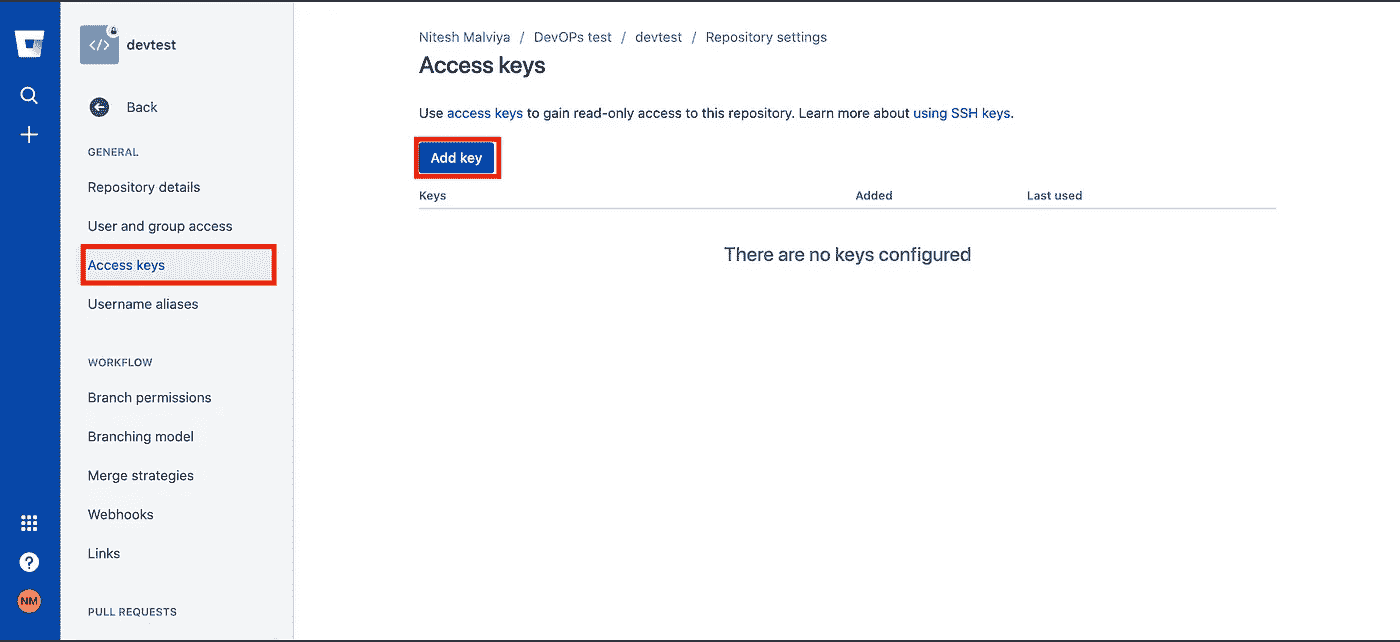 </> devtest
Back
GENERAL
Repository details
User and group access
Access keys
Username aliases
WORKFLOW
Branch permissions
Branching model
Merge strategies
Webhooks
Links
PULL REQUESTS
?
NM
Nitesh Malviya / DevOPs test / devtest / Repository settings
Access keys
Use access keys to gain read-only access to this repository. Learn more about using SSH keys.
Add key
Keys Added Last used
There are no keys configured